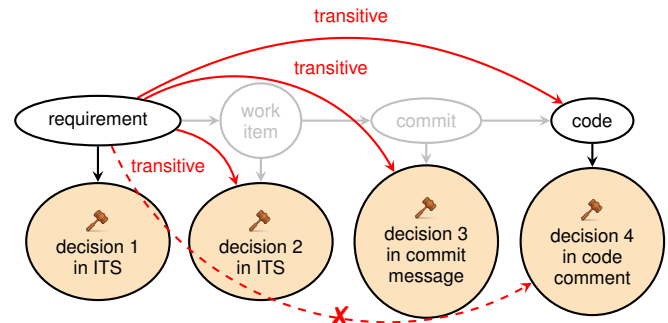 transitive
transitive
requirement
work
item
commit
code
transitive
decision 1
in ITS
decision 2
in ITS
decision 3
in commit
message
decision 4
in code
comment
x